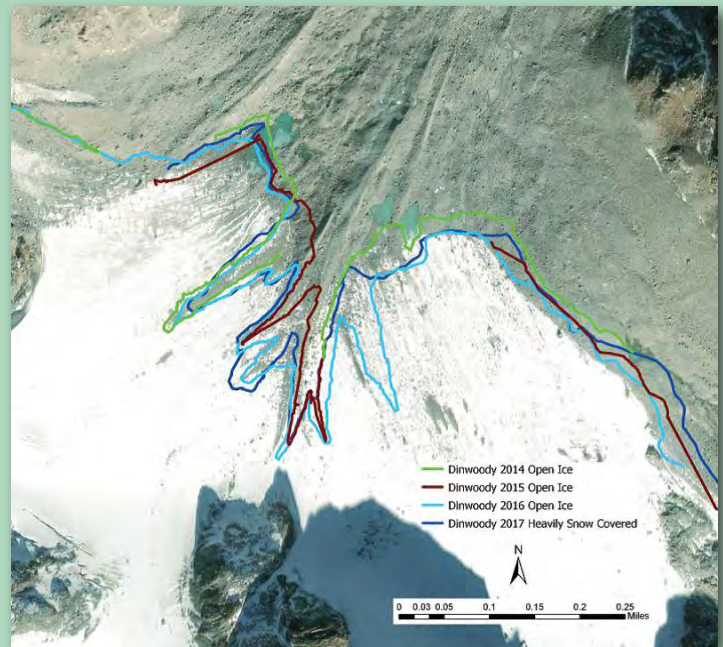 Dinwoody 2014 Open Ice
Dinwoody 2015 Open Ice
Dinwoody 2016 Open Ice
Dinwoody 2017 Heavily Snow Covered
N
0 0.03 0.05 0.1 0.15 0.2 0.25
Miles